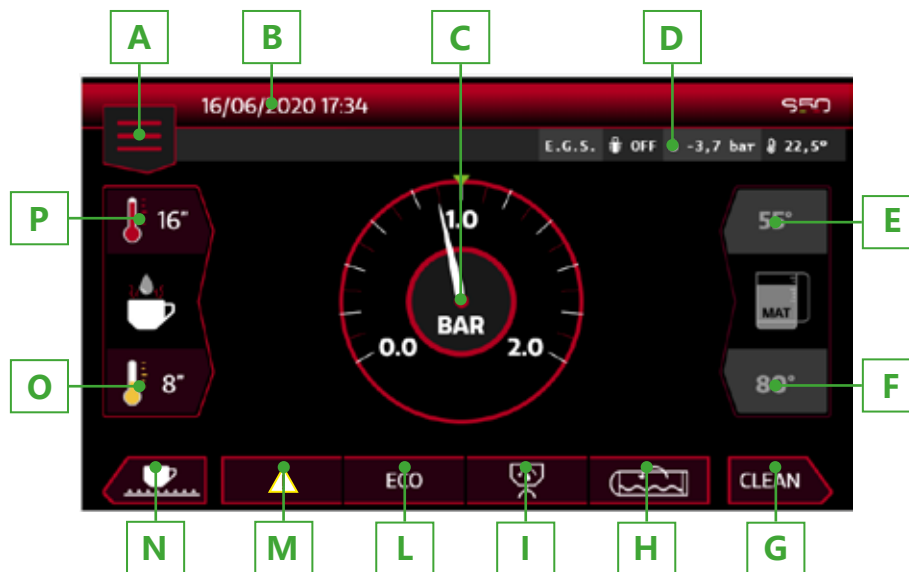 A B C D
16/06/2020 17:34 S50
E.G.S. OFF -3,7 bar 22,5°
P 16" 1.0 55° E
BAR MAT
0.0 2.0
O 8" 80° F
ECO CLEAN
N M L I H G